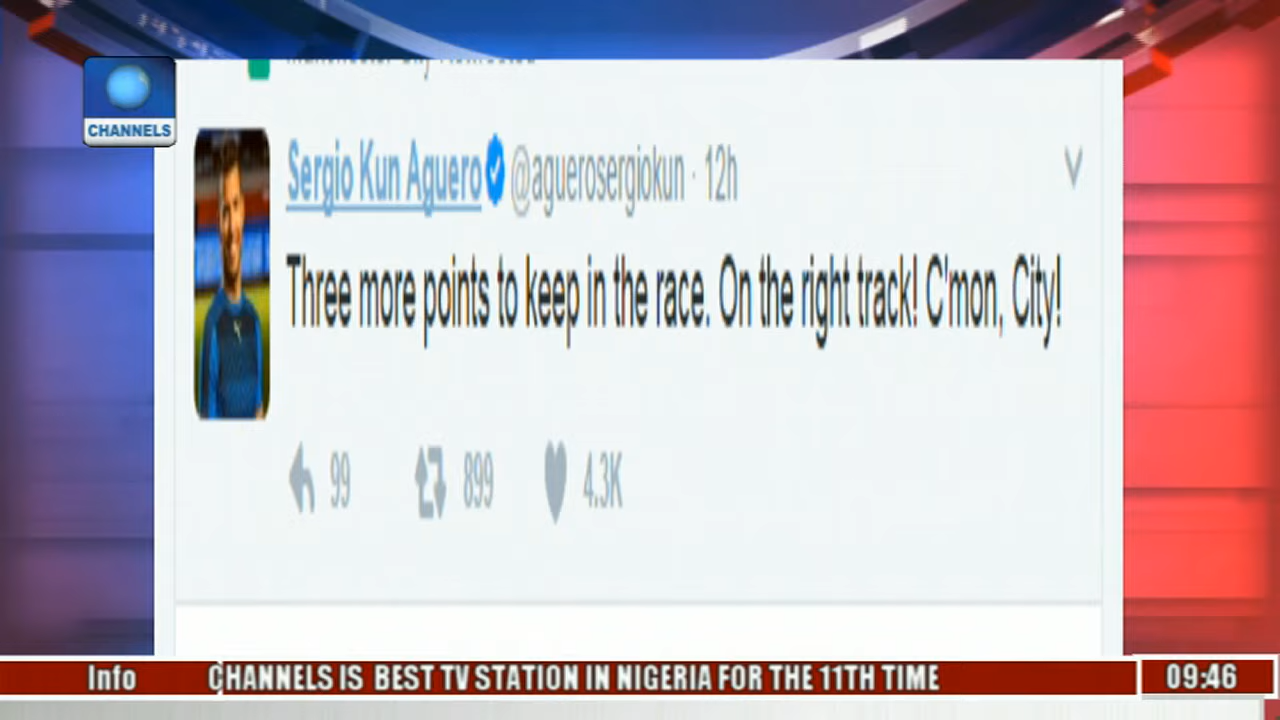 CHANNELS
Sergio Kun Aguero @aguerosergiokun · 12h
Three more points to keep in the race. On the right track! C'mon, City!
99 899 4.3K
Info CHANNELS IS BEST TV STATION IN NIGERIA FOR THE 11TH TIME 09:46